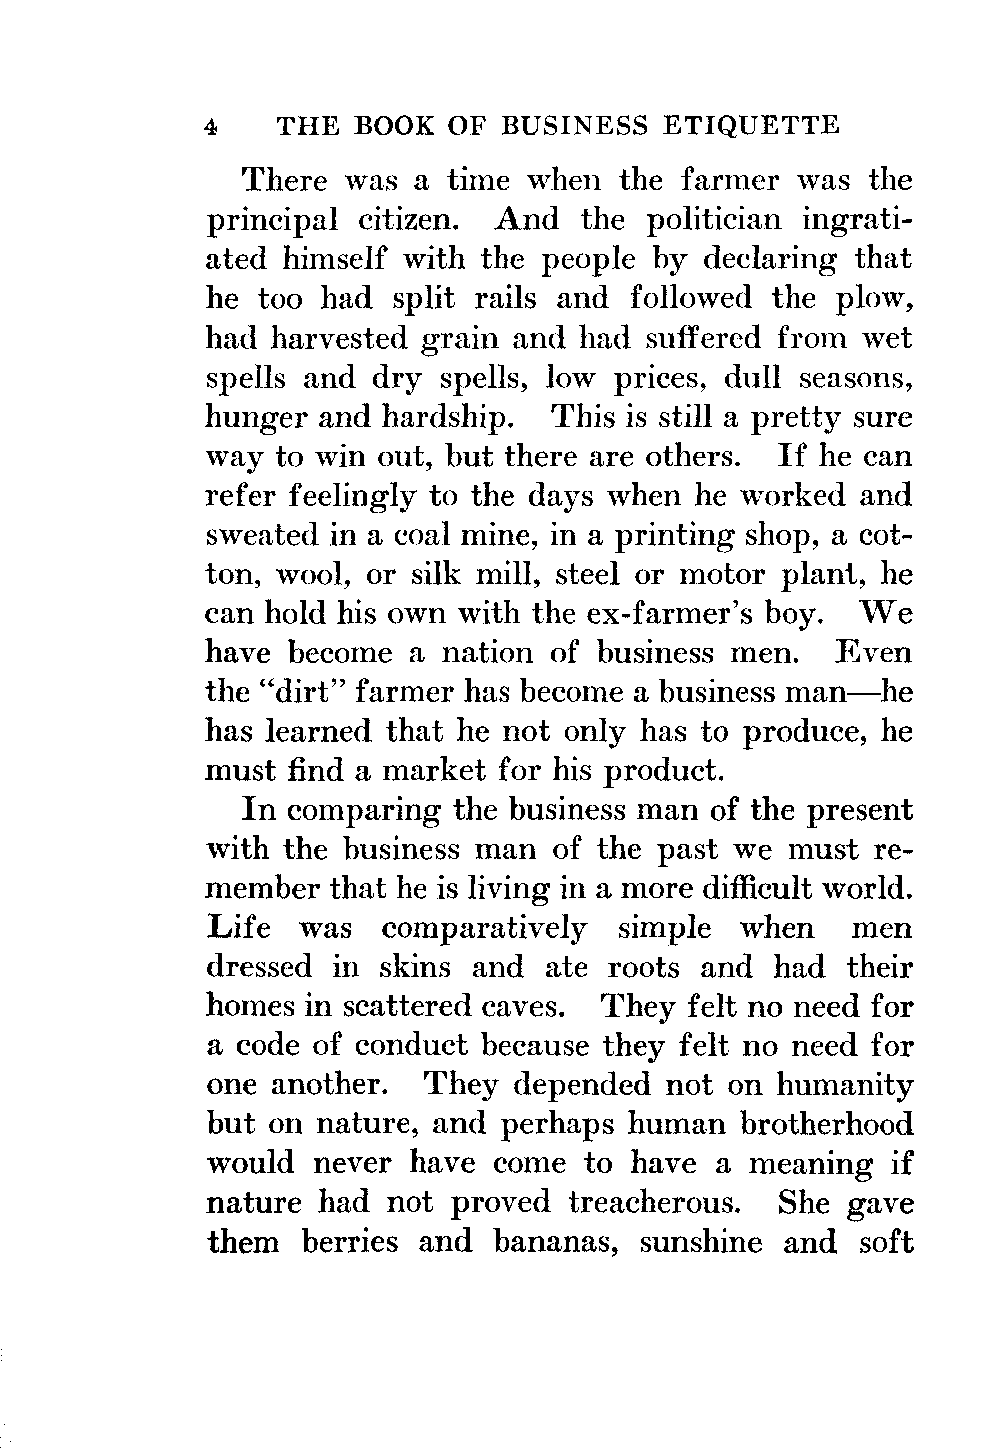 4 THE BOOK OF BUSINESS ETIQUETTE
There was a time when the farmer was the
principal citizen. And the politician ingrati-
ated himself with the people by declaring that
he too had split rails and followed the plow,
had harvested grain and had suffered from wet
spells and dry spells, low prices, dull seasons,
hunger and hardship. This is still a pretty sure
way to win out, but there are others. If he can
refer feelingly to the days when he worked and
sweated in a coal mine, in a printing shop, a cot-
ton, wool, or silk mill, steel or motor plant, he
can hold his own with the ex-farmer's boy. We
have become a nation of business men. Even
the “dirt” farmer has become a business man—he
has learned that he not only has to produce, he
must find a market for his product.
In comparing the business man of the present
with the business man of the past we must re-
member that he is living in a more difficult world.
Life was comparatively simple when men
dressed in skins and ate roots and had their
homes in scattered caves. They felt no need for
a code of conduct because they felt no need for
one another. They depended not on humanity
but on nature, and perhaps human brotherhood
would never have come to have a meaning if
nature had not proved treacherous. She gave
them berries and bananas, sunshine and soft